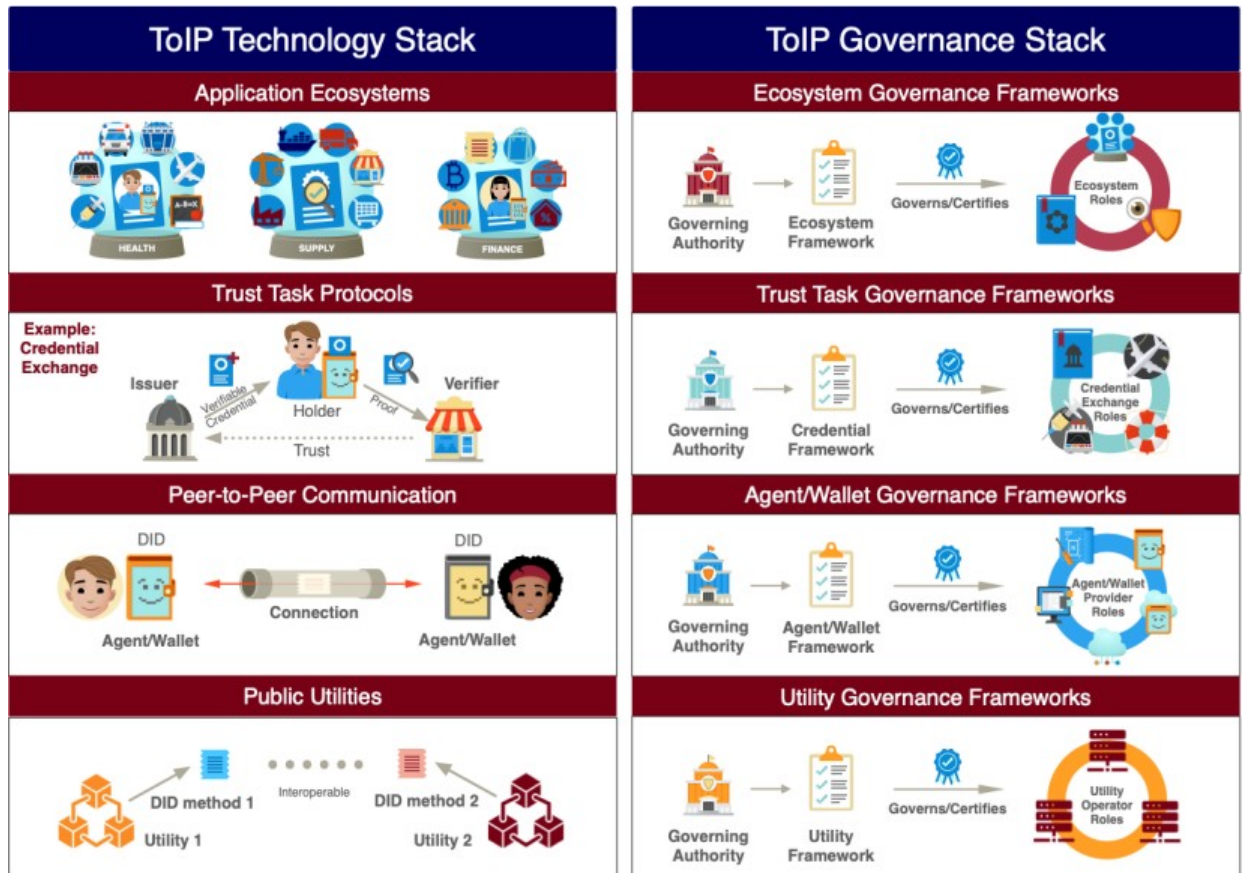 ToIP Technology Stack
Application Ecosystems
A-B=X
HEALTH
SUPPLY
FINANCE
Trust Task Protocols
Example:
Credential
Exchange
Issuer
Verifiable
Credential
Holder
Proof
Verifier
Trust
Peer-to-Peer Communication
DID
DID
Connection
Agent/Wallet
Agent/Wallet
Public Utilities
DID method 1
Interoperable
DID method 2
Utility 1
Utility 2
ToIP Governance Stack
Ecosystem Governance Frameworks
Governing
Authority
Ecosystem
Framework
Governs/Certifies
Ecosystem
Roles
Trust Task Governance Frameworks
Governing
Authority
Credential
Framework
Governs/Certifies
Credential
Exchange
Roles
Agent/Wallet Governance Frameworks
Governing
Authority
Agent/Wallet
Framework
Governs/Certifies
Agent/Wallet
Provider
Roles
Utility Governance Frameworks
Governing
Authority
Utility
Framework
Governs/Certifies
Utility
Operator
Roles